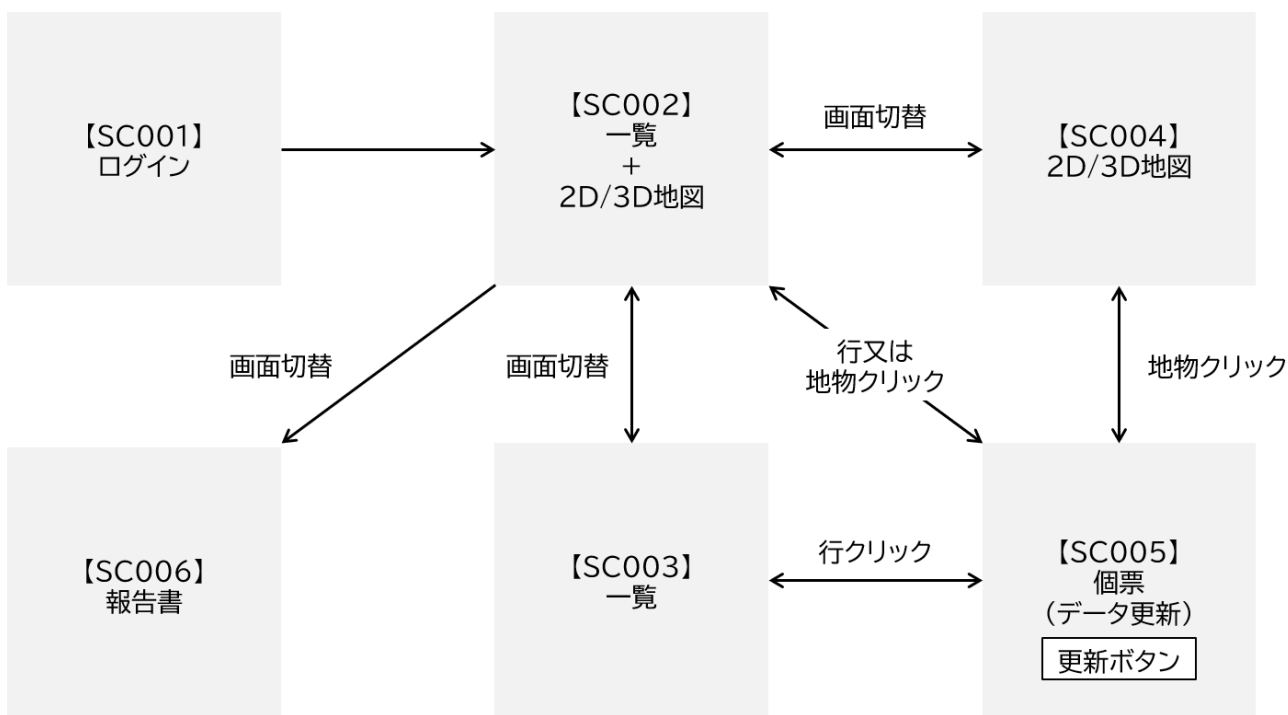 【SC001】
ログイン
【SC002】
一覧
+
2D/3D地図
画面切替
【SC004】
2D/3D地図
画面切替
画面切替
行又は
地物クリック
地物クリック
【SC006】
報告書
【SC003】
一覧
行クリック
【SC005】
個票
(データ更新)
更新ボタン